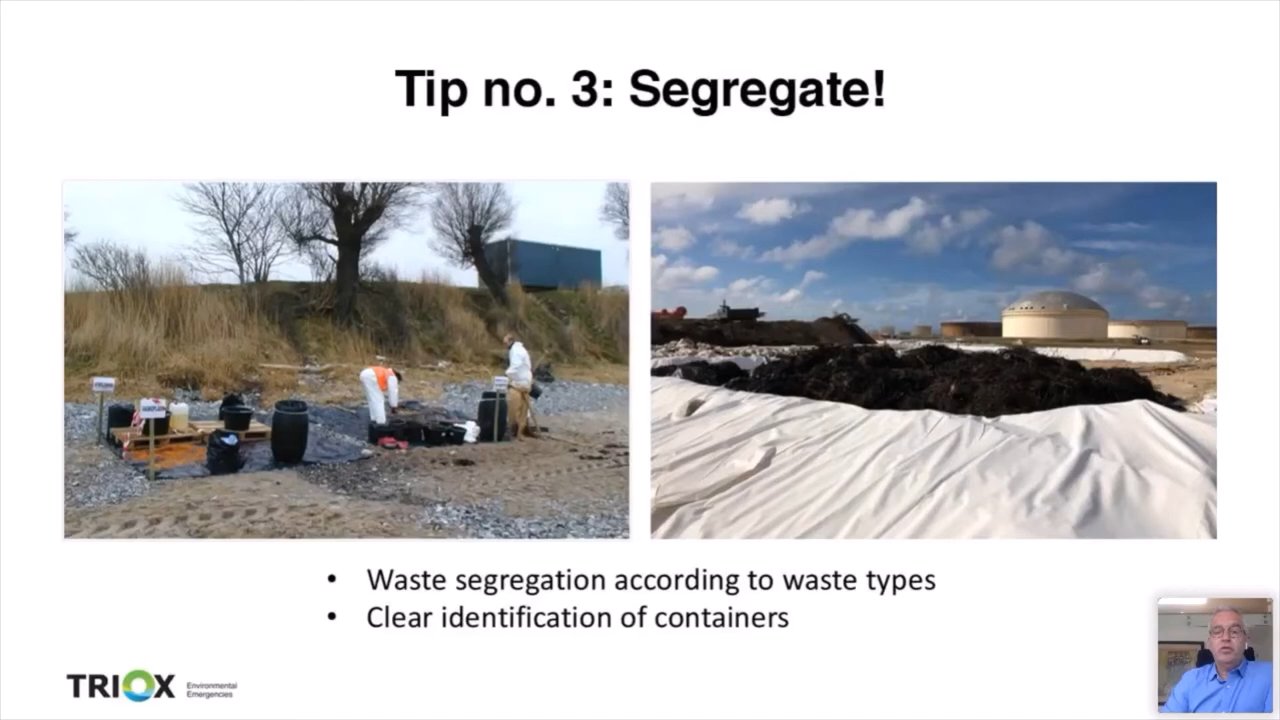 Tip no. 3: Segregate!
• Waste segregation according to waste types
• Clear identification of containers
TRIOX Environmental
Emergencies